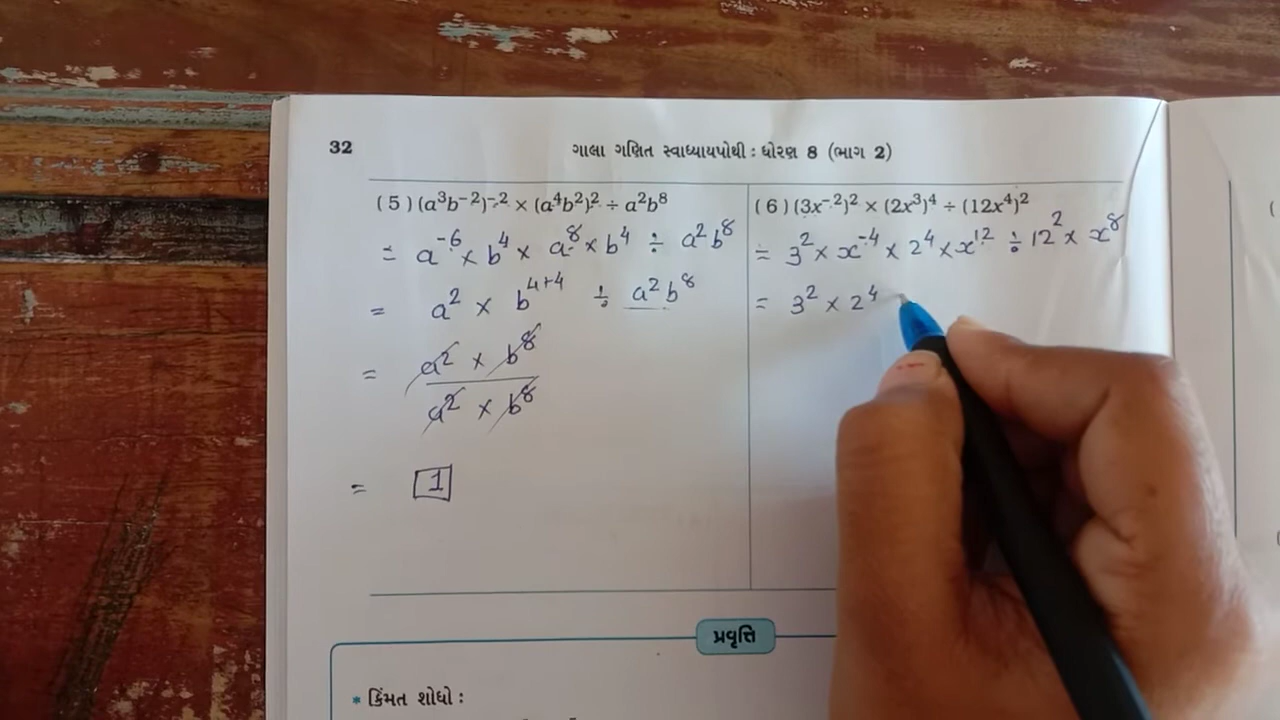 32
ગાલા ગણિત સ્વાધ્યાયપોથી : ધોરણ 8 (ભાગ 2)
(5) (a³b⁻²)⁻² × (a⁴b²)² ÷ a²b⁸
= a⁻⁶ × b⁴ × a⁸ × b⁴ ÷ a²b⁸
= a² × b⁴⁺⁴ ÷ a²b⁸
= a² × b⁸
a² × b⁸
= 1
(6) (3x⁻²)² × (2x³)⁴ ÷ (12x⁴)²
= 3² × x⁻⁴ × 2⁴ × x¹² ÷ 12² × x⁸
= 3² × 2⁴
પ્રવૃત્તિ
* કિંમત શોધો :